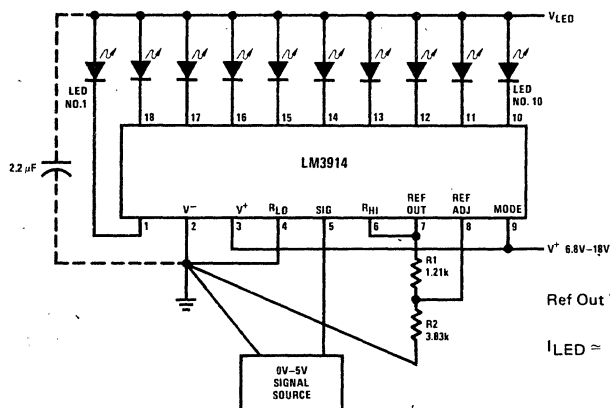 VLED
LED
NO.1
LED
NO. 10
18 17 16 15 14 13 12 11 10
2.2 µF
LM3914
V− V+ RLO SIG RHI REF OUT REF ADJ MODE
1 2 3 4 5 6 7 8 9
V+ 6.8V–18V
R1
1.21k
Ref Out
R2
3.83k
ILED ≃
0V–5V
SIGNAL
SOURCE